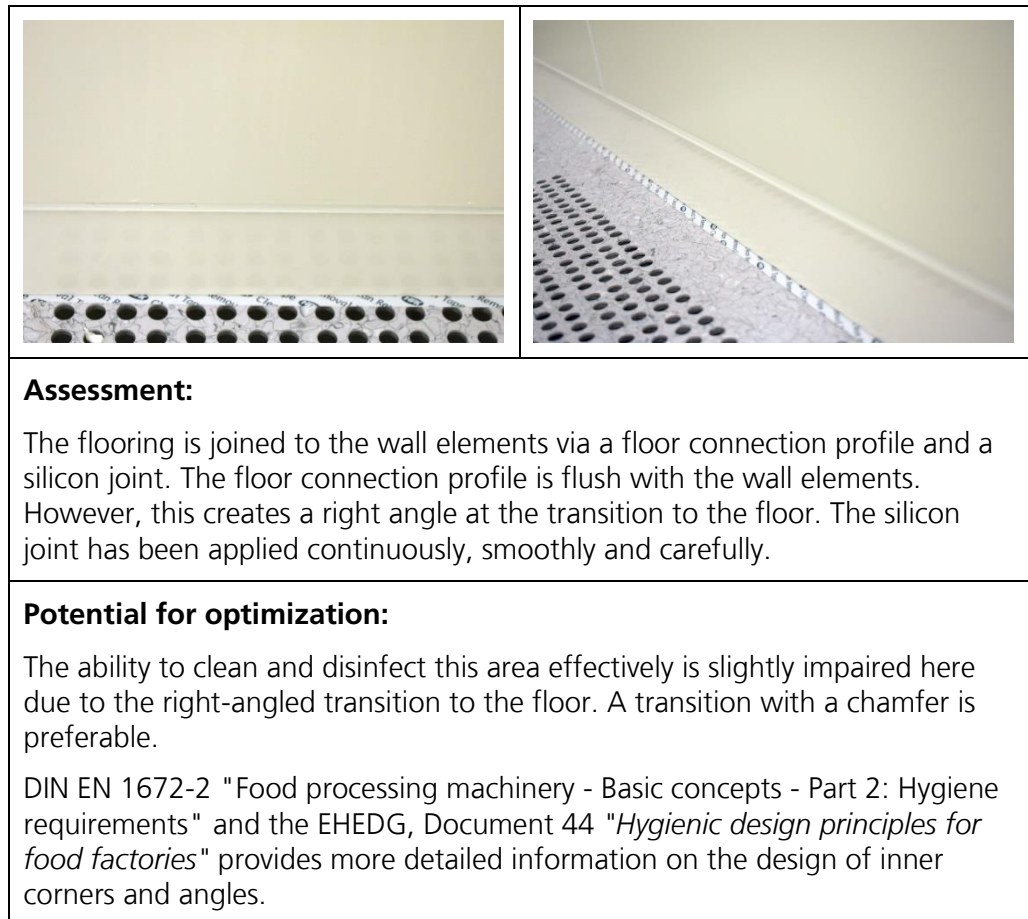 Assessment:
The flooring is joined to the wall elements via a floor connection profile and a
silicon joint. The floor connection profile is flush with the wall elements.
However, this creates a right angle at the transition to the floor. The silicon
joint has been applied continuously, smoothly and carefully.
Potential for optimization:
The ability to clean and disinfect this area effectively is slightly impaired here
due to the right-angled transition to the floor. A transition with a chamfer is
preferable.
DIN EN 1672-2 "Food processing machinery - Basic concepts - Part 2: Hygiene
requirements" and the EHEDG, Document 44 "Hygienic design principles for
food factories" provides more detailed information on the design of inner
corners and angles.